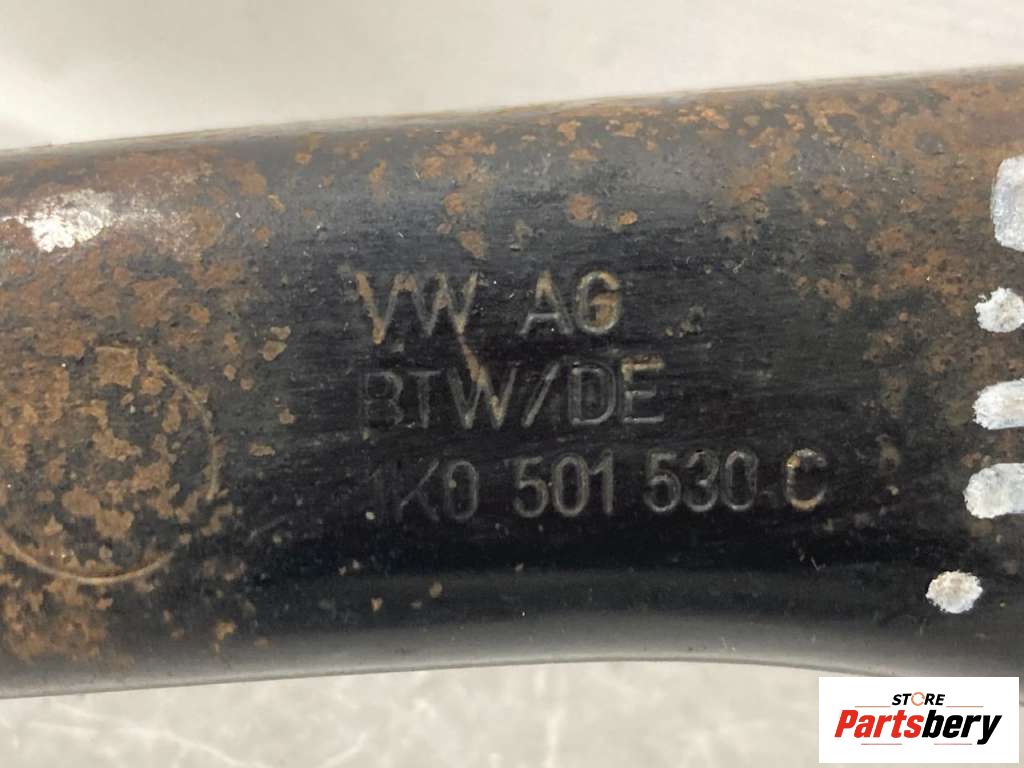 VW AG
BTW/DE
1K0 501 530 C
STORE
Partsbery